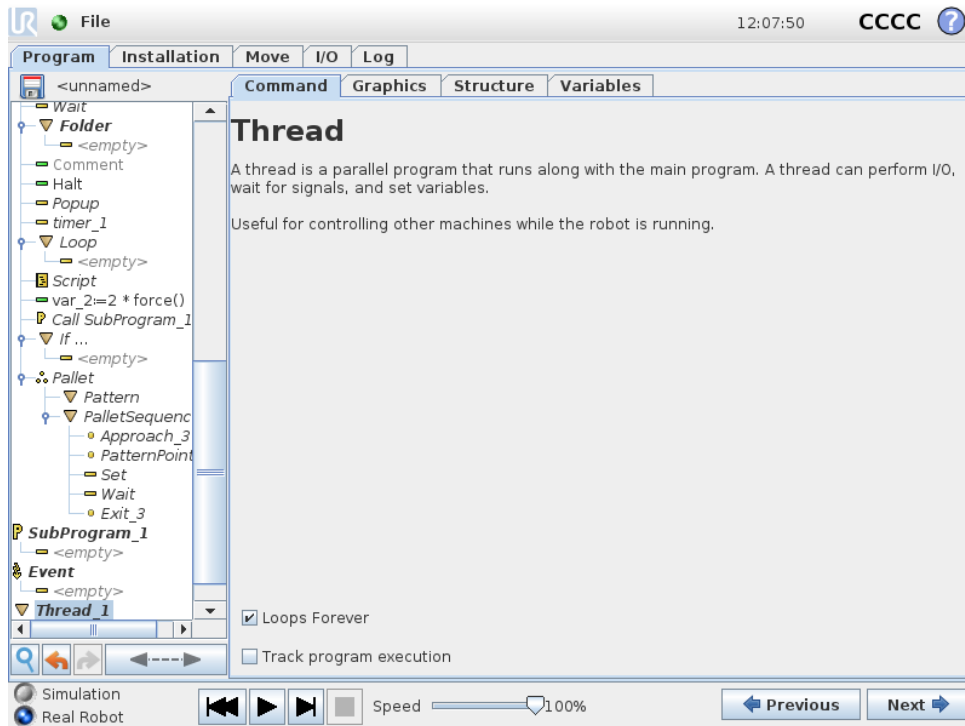 UR File 12:07:50 CCCC ?
Program Installation Move I/O Log
<unnamed>
Command Graphics Structure Variables
Wait
Folder
<empty>
Comment
Halt
Popup
timer_1
Loop
<empty>
Script
var_2:=2 * force()
Call SubProgram_1
If ...
<empty>
Pallet
Pattern
PalletSequenc
Approach_3
PatternPoint
Set
Wait
Exit_3
P SubProgram_1
<empty>
Event
<empty>
Thread_1
Thread
A thread is a parallel program that runs along with the main program. A thread can perform I/O,
wait for signals, and set variables.
Useful for controlling other machines while the robot is running.
Loops Forever
Track program execution
Simulation
Real Robot
Speed 100%
Previous Next